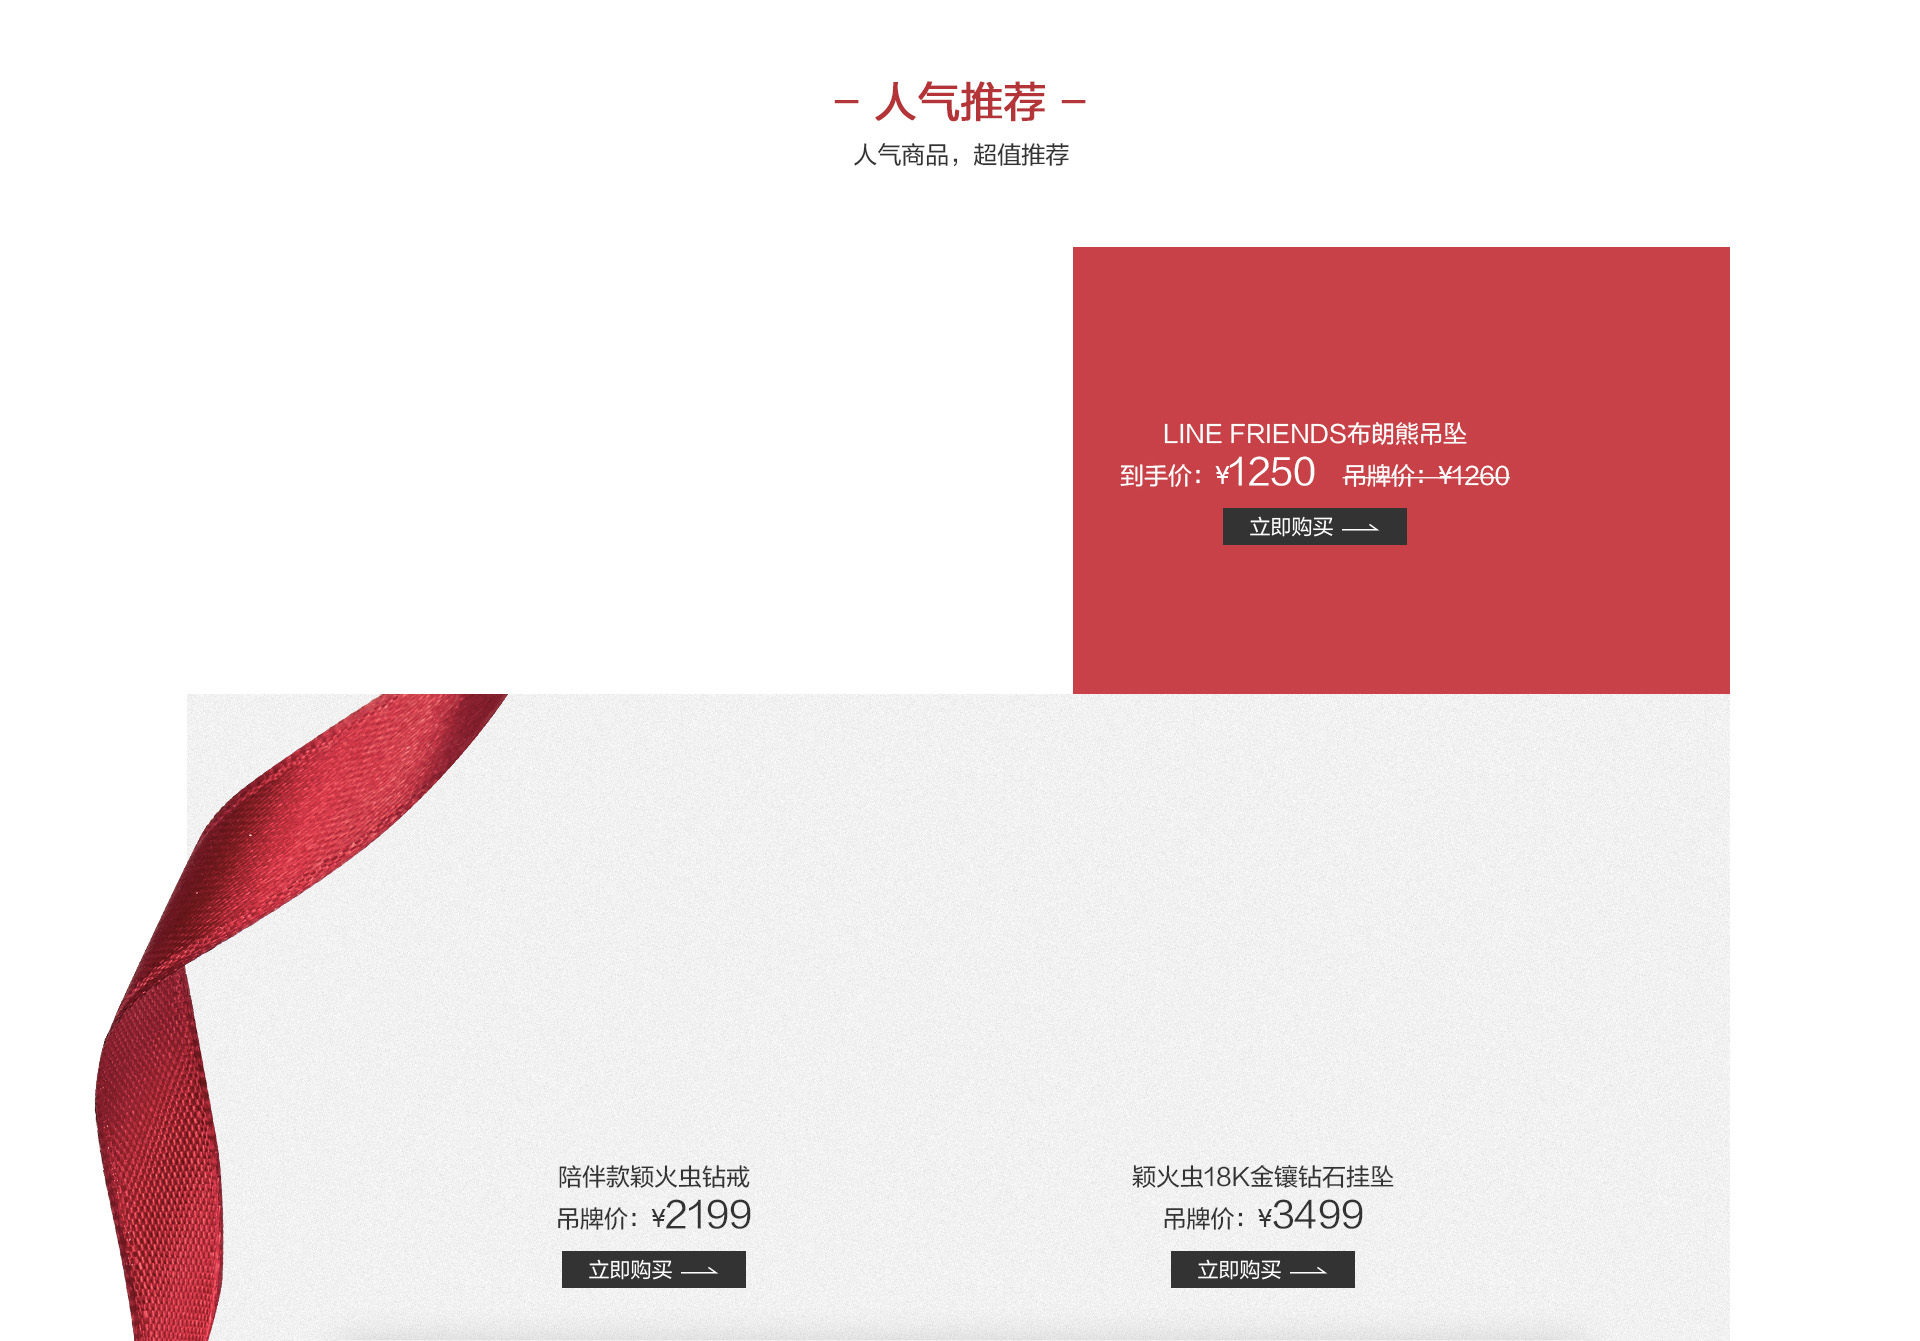 - 人气推荐 -
人气商品，超值推荐
LINE FRIENDS布朗熊吊坠
到手价：¥1250 吊牌价：¥1260
立即购买
陪伴款颖火虫钻戒
吊牌价：¥2199
立即购买
颖火虫18K金镶钻石挂坠
吊牌价：¥3499
立即购买